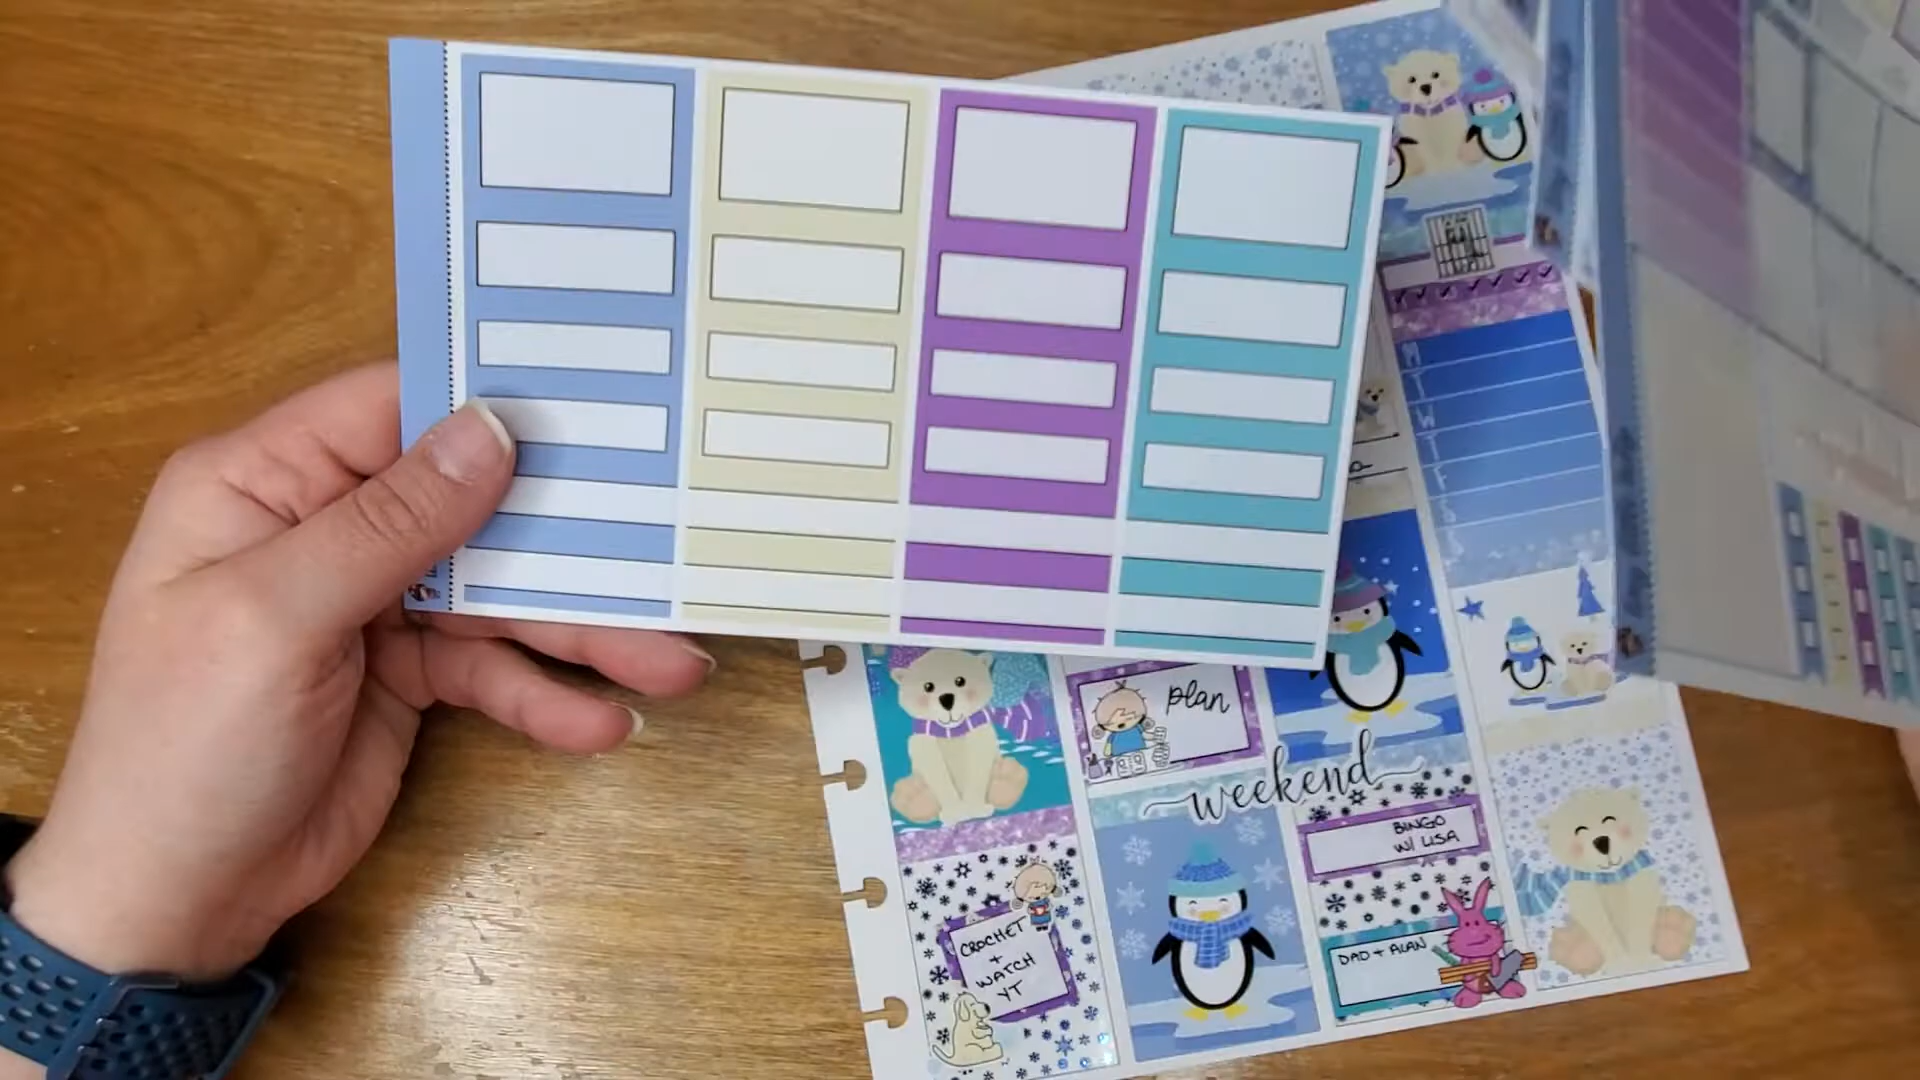 M
T
W
T
plan
weekend
BINGO
W/ LISA
CROCHET
+
WATCH
YT
DAD + ALAN